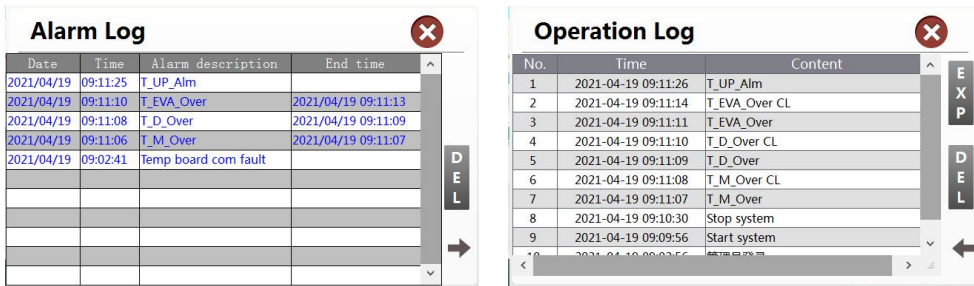 Alarm Log
Date Time Alarm description End time
2021/04/19 09:11:25 T_UP_Alm
2021/04/19 09:11:10 T_EVA_Over 2021/04/19 09:11:13
2021/04/19 09:11:08 T_D_Over 2021/04/19 09:11:09
2021/04/19 09:11:06 T_M_Over 2021/04/19 09:11:07
2021/04/19 09:02:41 Temp board com fault
DEL
Operation Log
No. Time Content
1 2021-04-19 09:11:26 T_UP_Alm
2 2021-04-19 09:11:14 T_EVA_Over CL
3 2021-04-19 09:11:11 T_EVA_Over
4 2021-04-19 09:11:10 T_D_Over CL
5 2021-04-19 09:11:09 T_D_Over
6 2021-04-19 09:11:08 T_M_Over CL
7 2021-04-19 09:11:07 T_M_Over
8 2021-04-19 09:10:30 Stop system
9 2021-04-19 09:09:56 Start system
EXP
DEL